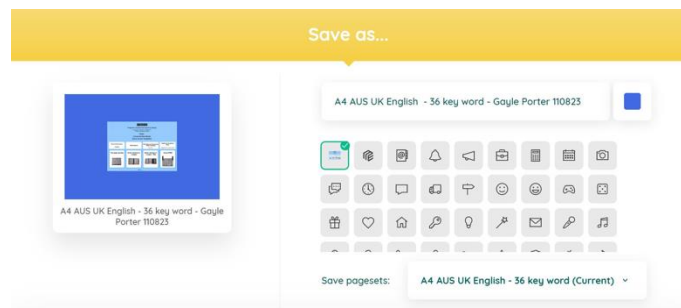 Save as...
A4 AUS UK English - 36 key word - Gayle Porter 110823
A4 AUS UK English - 36 key word - Gayle
Porter 110823
Save pagesets:
A4 AUS UK English - 36 key word (Current)